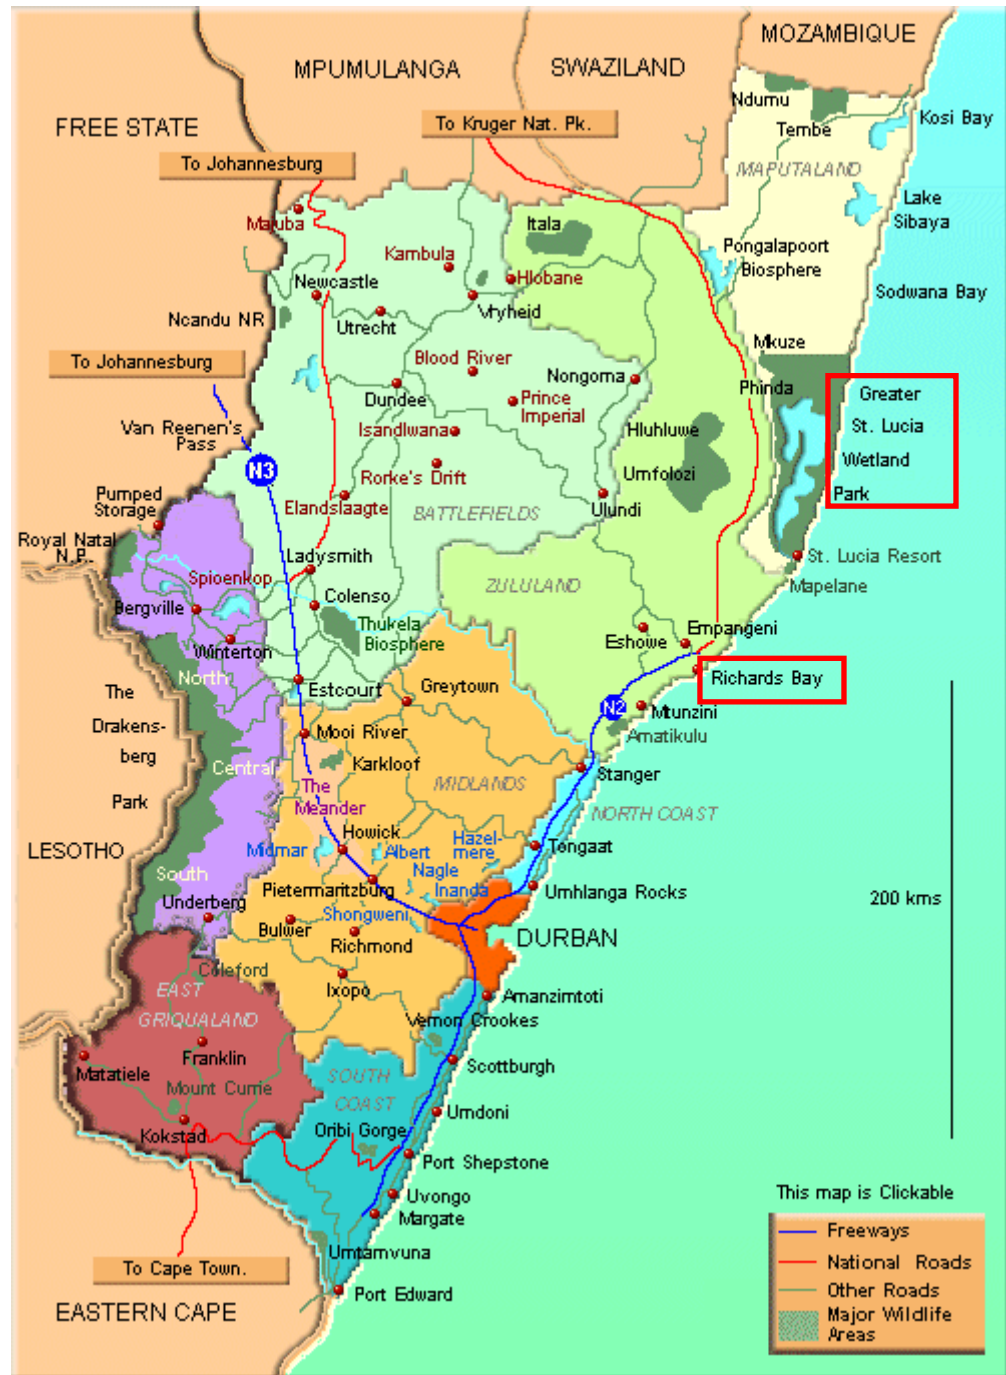 MOZAMBIQUE
MPUMULANGA
SWAZILAND
Ndumu
Kosi Bay
FREE STATE
To Kruger Nat. Pk.
Tembe
To Johannesburg
MAPUTALAND
Lake
Sibaya
Majuba
Itala
Kambula
Pongalapoort
Biosphere
Hlobane
Newcastle
Sodwana Bay
Vryheid
Ncandu NR
Utrecht
Mkuze
To Johannesburg
Blood River
Nongoma
Phinda
Greater
St. Lucia
Wetland
Park
Dundee
Prince
Imperial
Van Reenen's
Pass
Isandlwana
Hluhluwe
N3
Rorke's Drift
Umfolozi
Pumped
Storage
Elandslaagte
BATTLEFIELDS
Ulundi
Royal Natal
N.P.
Ladysmith
St. Lucia Resort
Spioenkop
ZULULAND
Mapelane
Bergville
Colenso
Thukela
Biosphere
Empangeni
Eshowe
Winterton
North
Estcourt
Greytown
Richards Bay
The
Drakens-
berg
Park
N2
Mtunzini
Amatikulu
Mooi River
Central
Karkloof
Stanger
The
Meander
MIDLANDS
NORTH COAST
Howick
Hazel-
mere
Tongaat
LESOTHO
Midmar
Albert
Nagle
South
Pietermaritzburg
Inanda
Umhlanga Rocks
Underberg
Shongweni
200 kms
Bulwer
Richmond
DURBAN
Coleford
Ixopo
EAST
GRIQUALAND
Amanzimtoti
Vernon Crookes
Franklin
Scottburgh
Matatiele
Mount Currie
SOUTH
COAST
Umdoni
Kokstad
Oribi Gorge
Port Shepstone
Uvongo
This map is Clickable
Margate
Freeways
Umtamvuna
To Cape Town.
National Roads
Port Edward
Other Roads
EASTERN CAPE
Major Wildlife
Areas